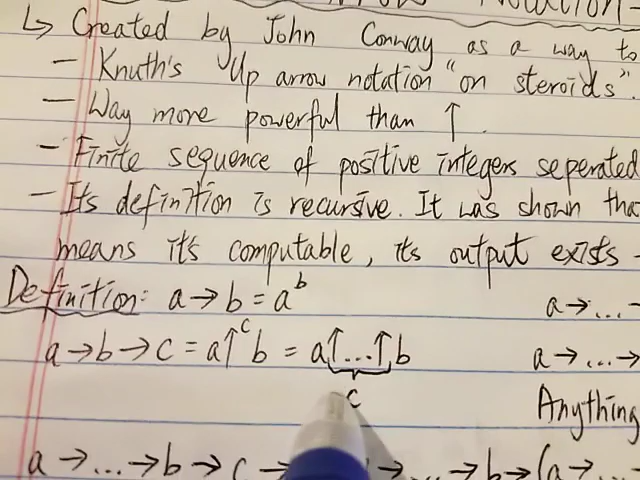 Notation
↳ Created by John Conway as a way to
- Knuth's Up arrow notation "on steroids".
- Way more powerful than ↑.
- Finite sequence of positive integers seperated
- Its definition is recursive. It was shown tha
means it's computable, its output exists -
Definition: a→b = a^b a→...-
a→b→c = a↑^c b = a↑...↑b a→...→
c Anything
a→...→b→c→ →...→b→(a→...